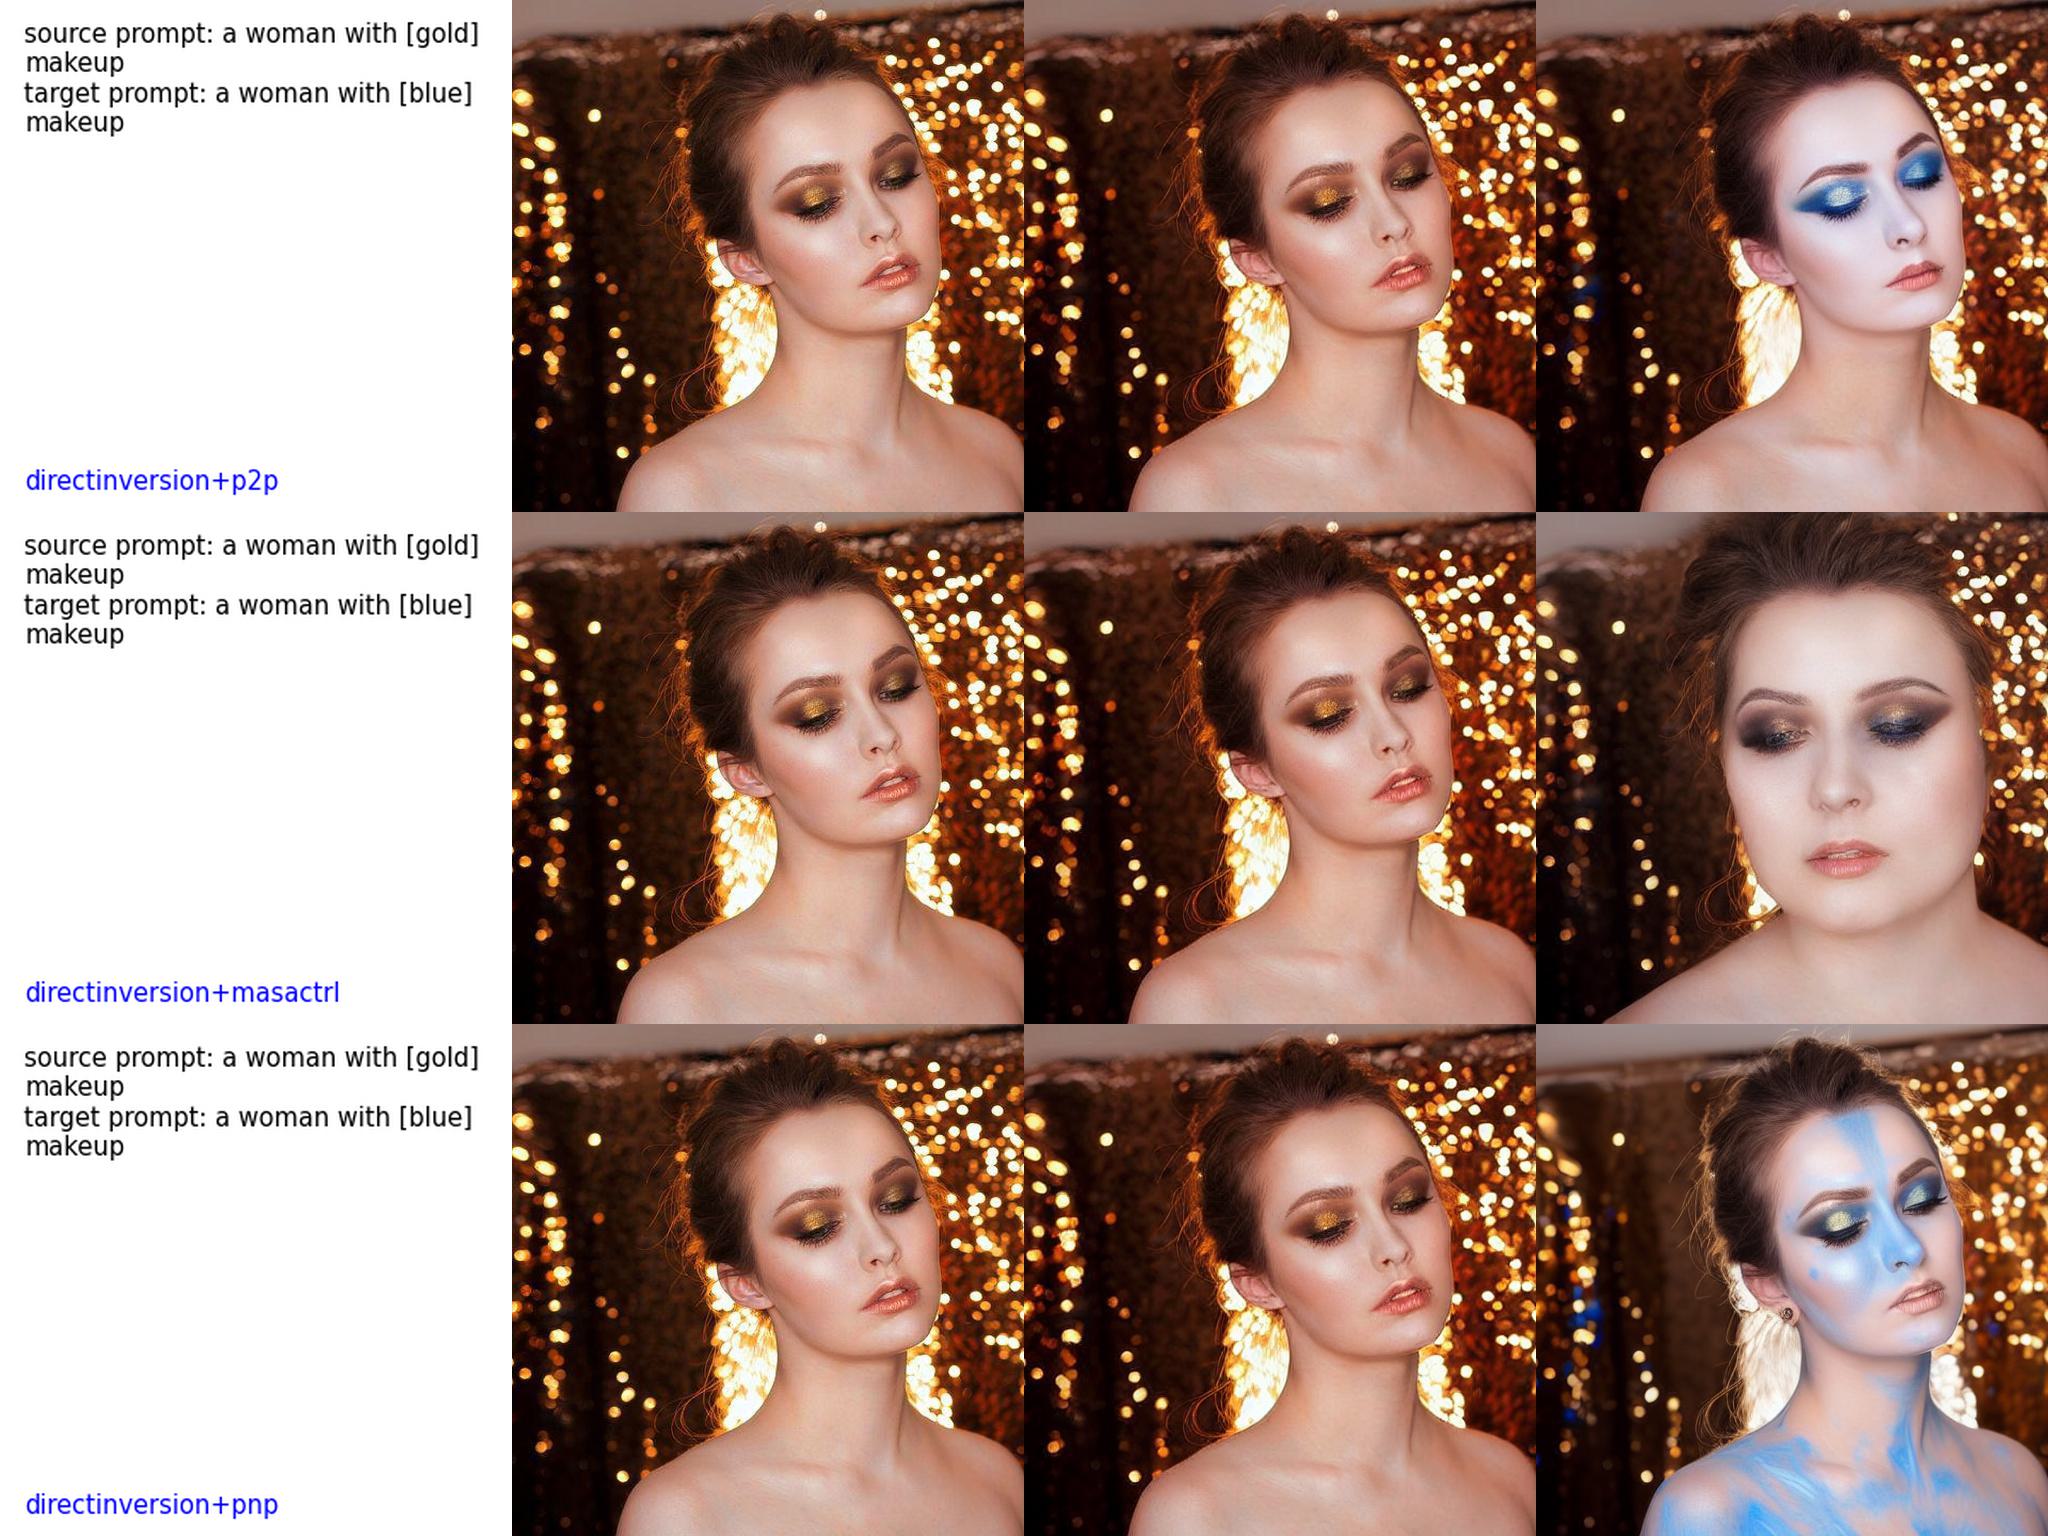 source prompt: a woman with [gold]
makeup
target prompt: a woman with [blue]
makeup
directinversion+p2p
source prompt: a woman with [gold]
makeup
target prompt: a woman with [blue]
makeup
directinversion+masactrl
source prompt: a woman with [gold]
makeup
target prompt: a woman with [blue]
makeup
directinversion+pnp